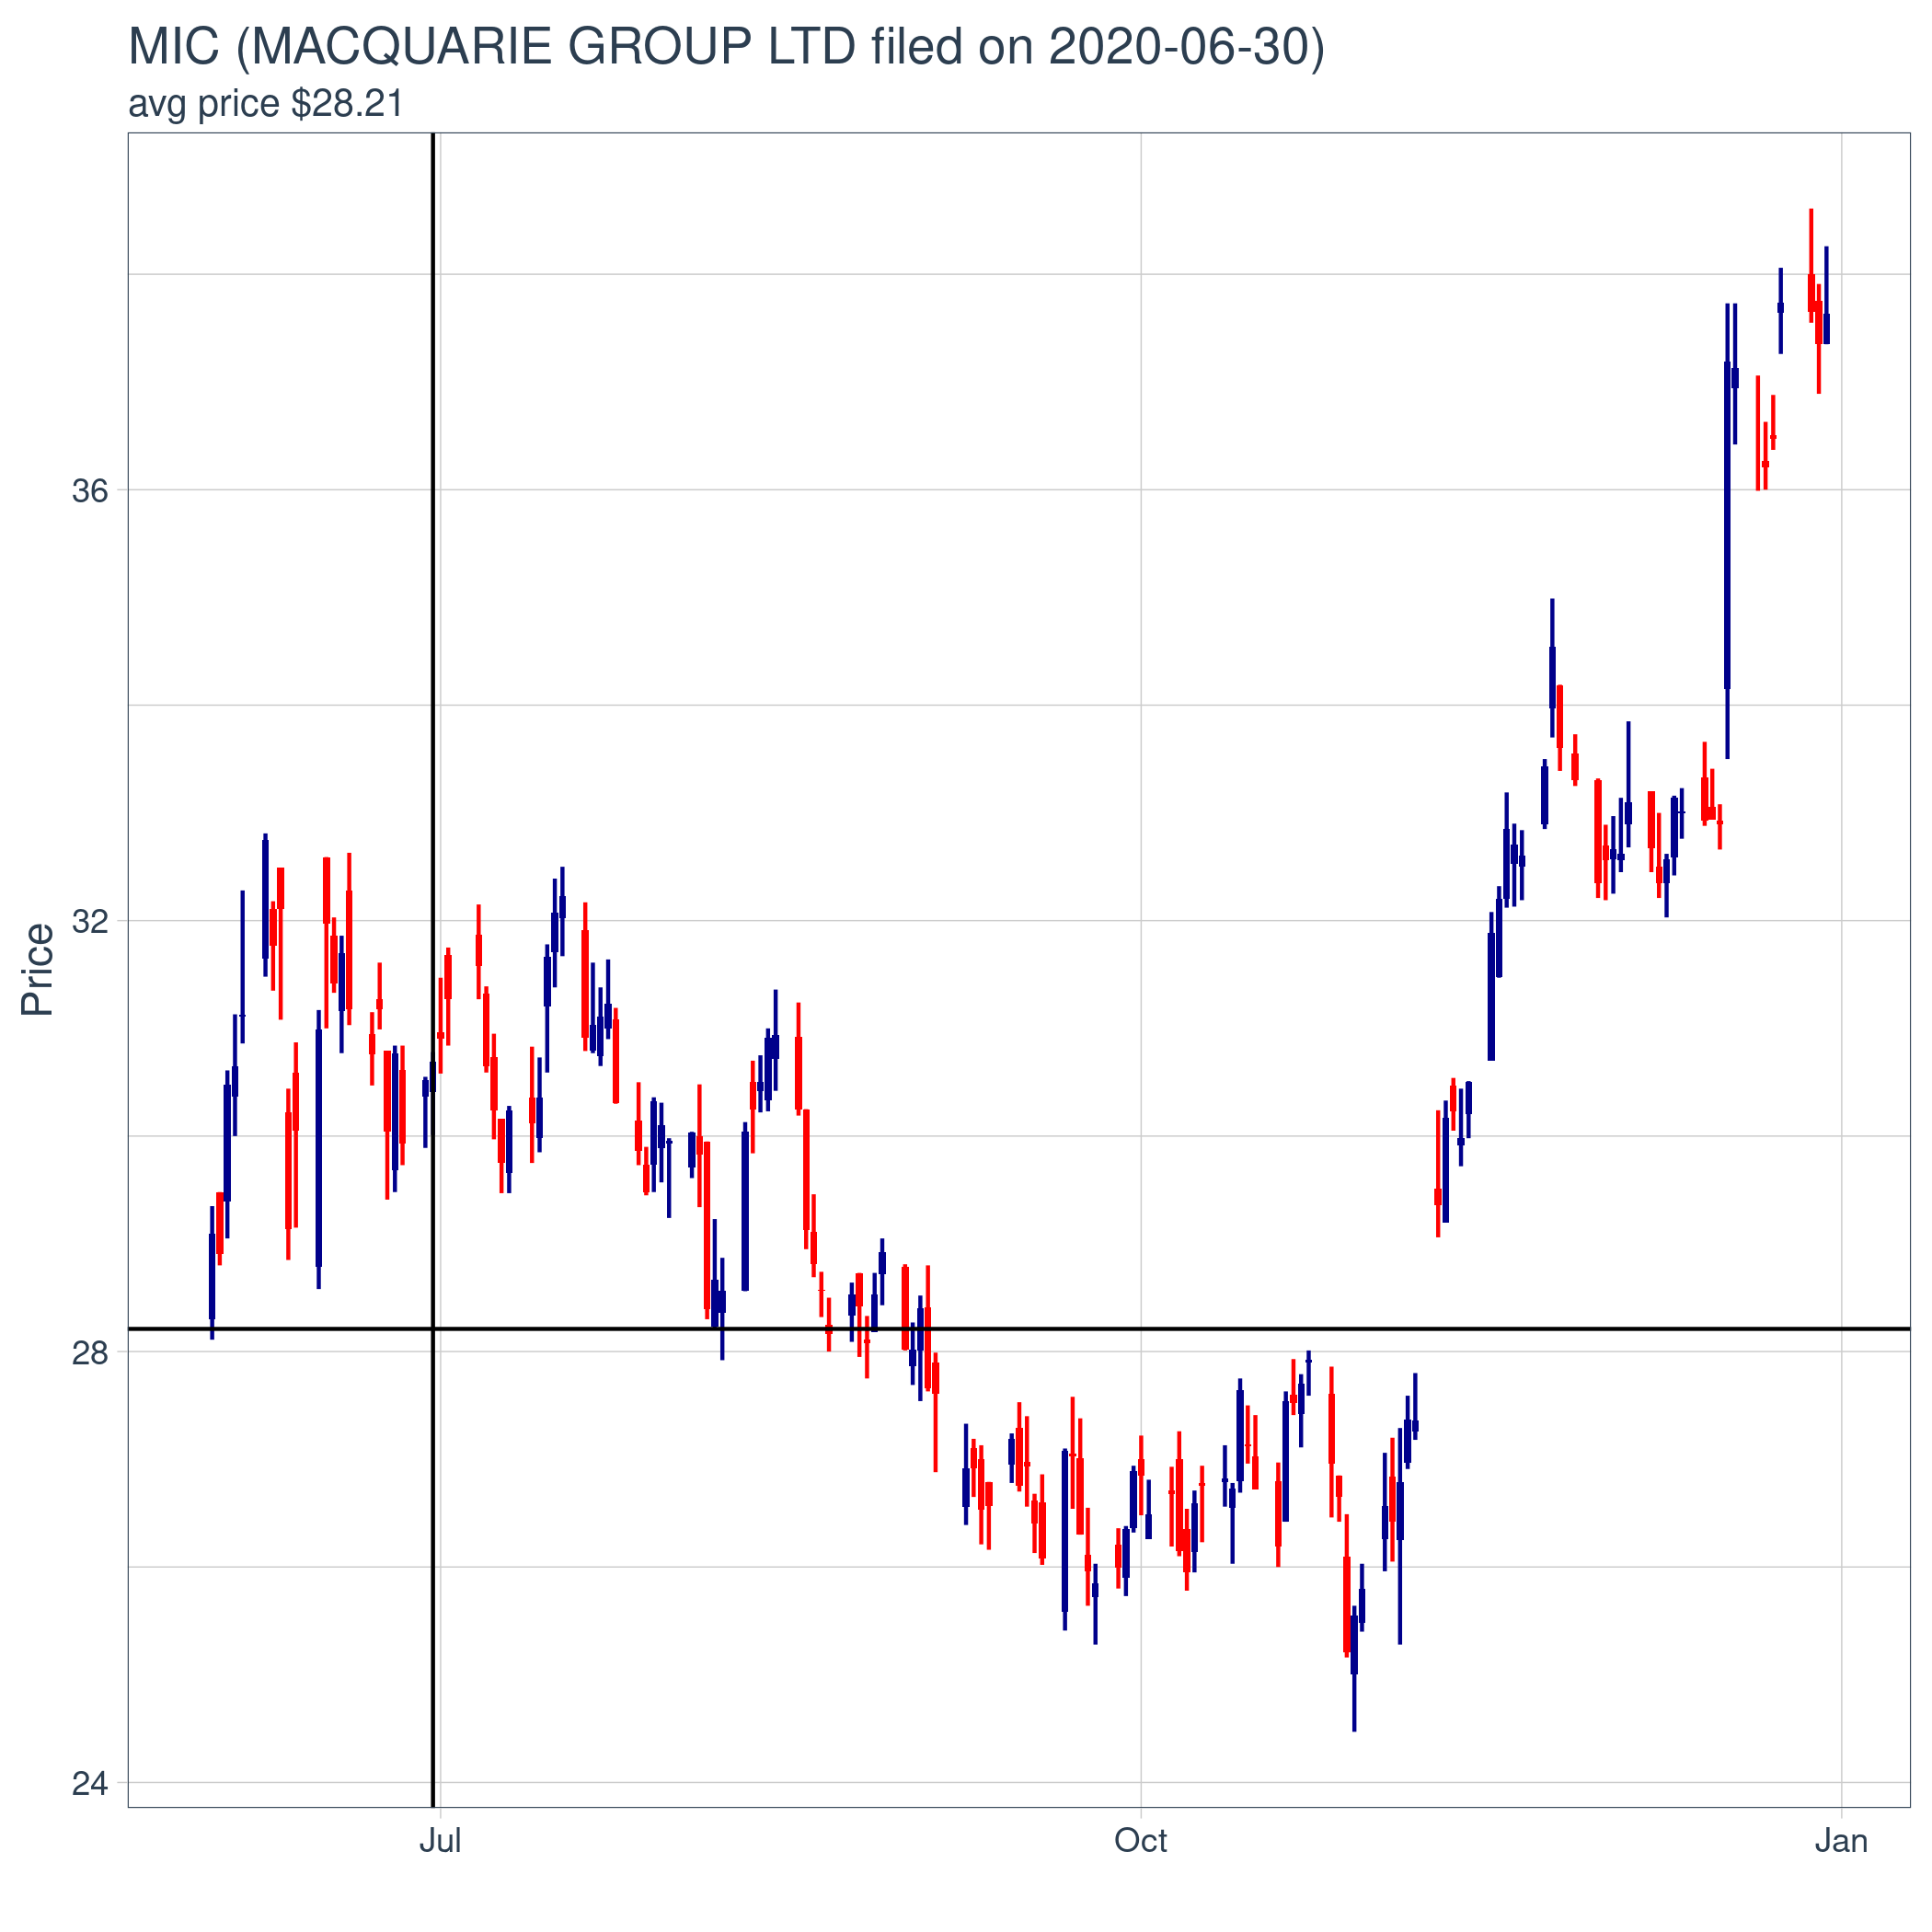 MIC (MACQUARIE GROUP LTD filed on 2020-06-30)
avg price $28.21
Price
36
32
28
24
Jul Oct Jan